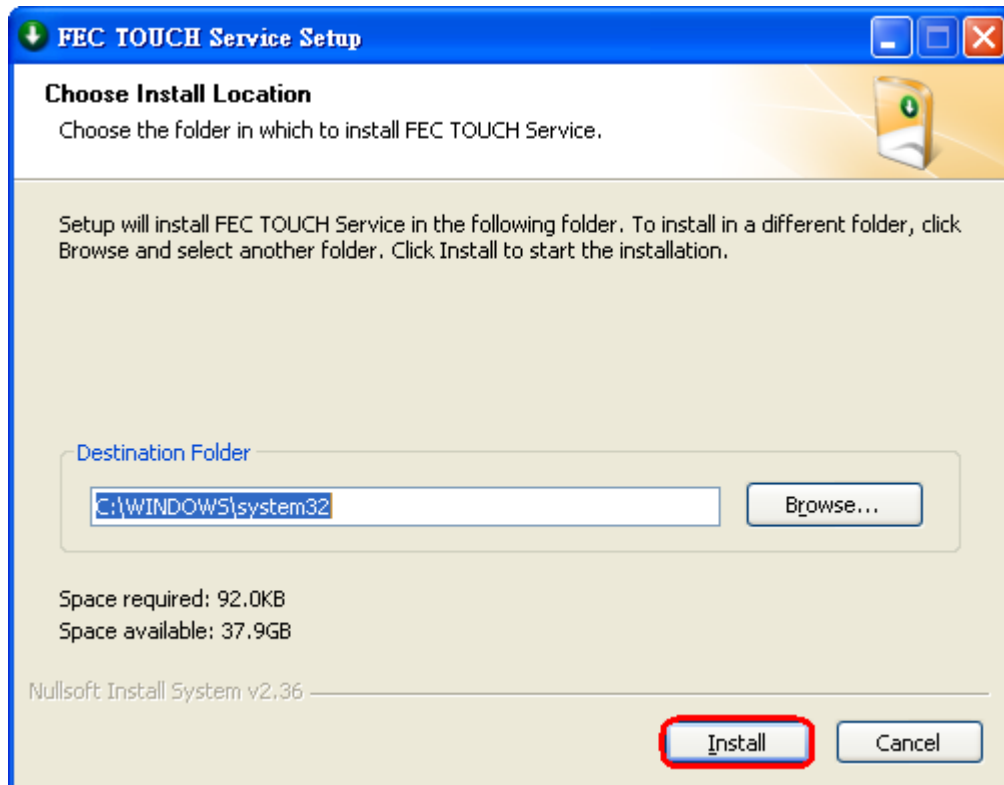 FEC TOUCH Service Setup
Choose Install Location
Choose the folder in which to install FEC TOUCH Service.
Setup will install FEC TOUCH Service in the following folder. To install in a different folder, click
Browse and select another folder. Click Install to start the installation.
Destination Folder
C:\WINDOWS\system32
Browse...
Space required: 92.0KB
Space available: 37.9GB
Nullsoft Install System v2.36
Install
Cancel